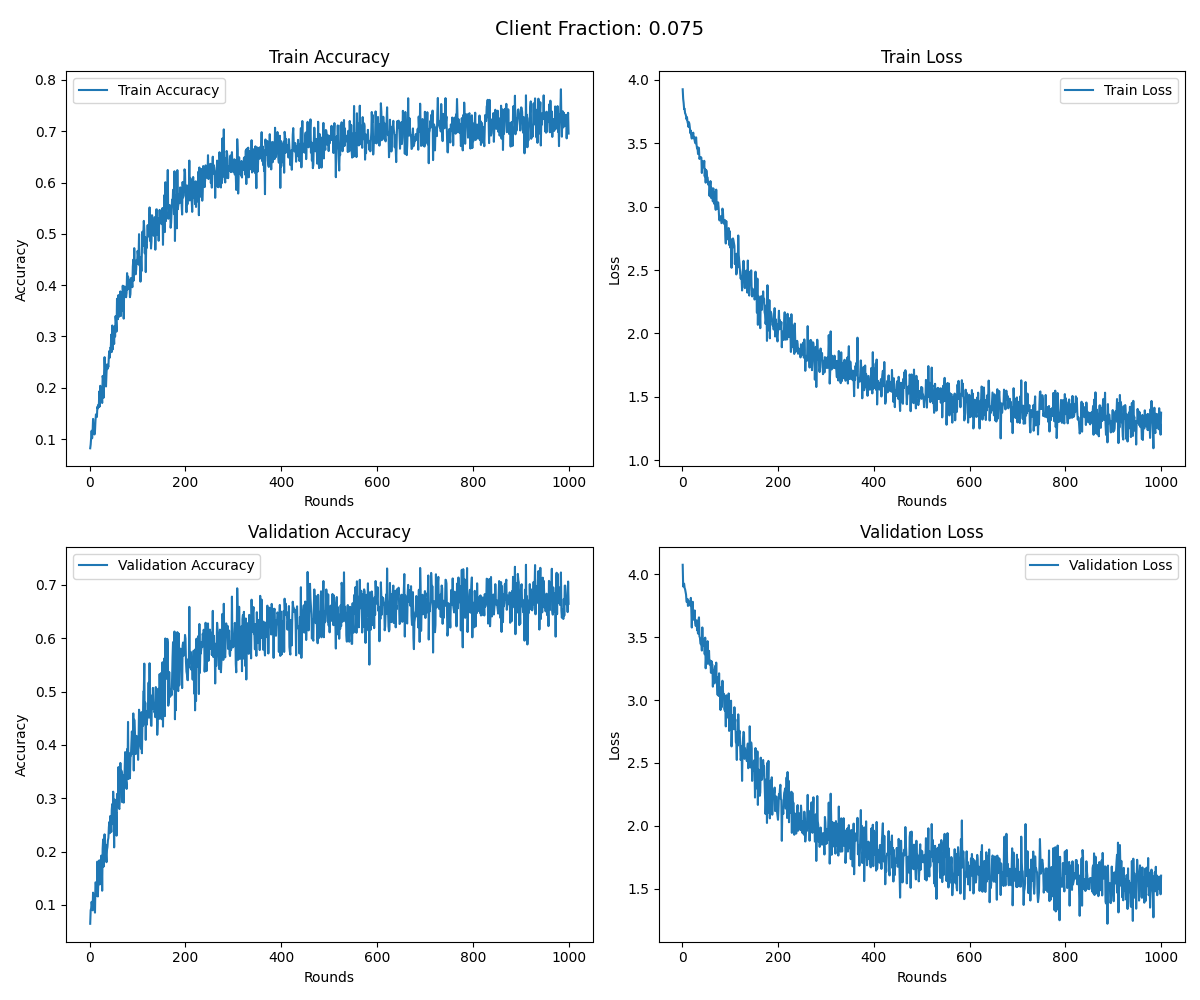 Client Fraction: 0.075
Train Accuracy
Train Accuracy
0.8
0.7
0.6
0.5
0.4
0.3
0.2
0.1
Accuracy
0 200 400 600 800 1000
Rounds
Train Loss
Train Loss
4.0
3.5
3.0
2.5
2.0
1.5
1.0
Loss
0 200 400 600 800 1000
Rounds
Validation Accuracy
Validation Accuracy
0.7
0.6
0.5
0.4
0.3
0.2
0.1
Accuracy
0 200 400 600 800 1000
Rounds
Validation Loss
Validation Loss
4.0
3.5
3.0
2.5
2.0
1.5
Loss
0 200 400 600 800 1000
Rounds